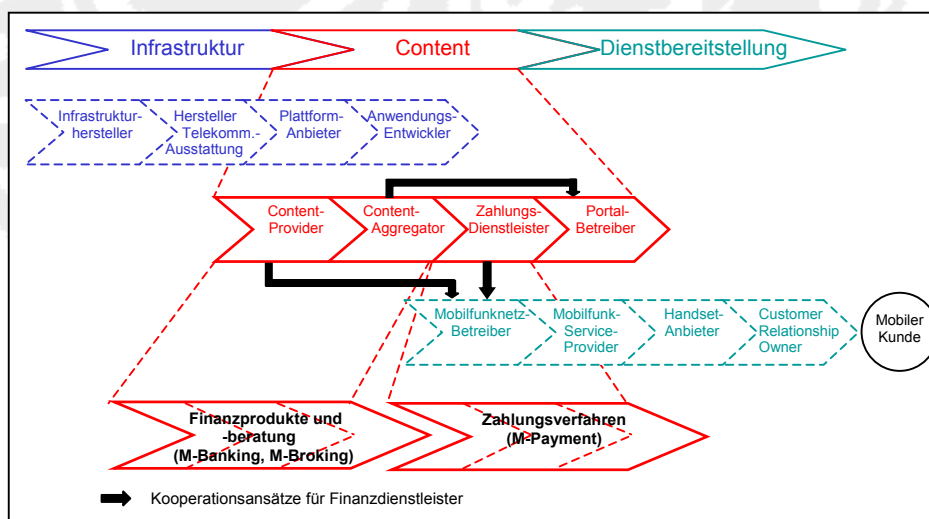 Infrastruktur
Content
Dienstbereitstellung
Infrastruktur-
hersteller
Hersteller
Telekomm.-
Ausstattung
Plattform-
Anbieter
Anwendungs-
Entwickler
Content-
Provider
Content-
Aggregator
Zahlungs-
Dienstleister
Portal-
Betreiber
Mobilfunknetz-
Betreiber
Mobilfunk-
Service-
Provider
Handset-
Anbieter
Customer
Relationship
Owner
Mobiler
Kunde
Finanzprodukte und
-beratung
(M-Banking, M-Broking)
Zahlungsverfahren
(M-Payment)
Kooperationsansätze für Finanzdienstleister